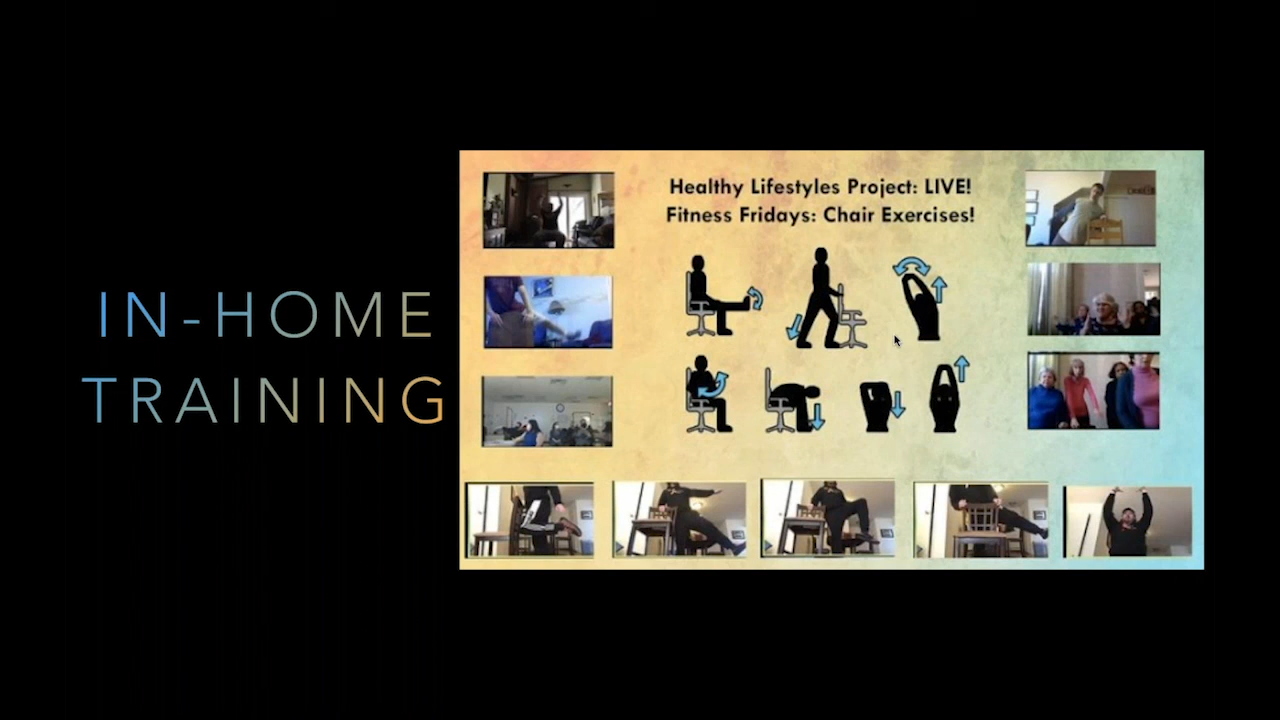 IN-HOME
TRAINING
Healthy Lifestyles Project: LIVE!
Fitness Fridays: Chair Exercises!